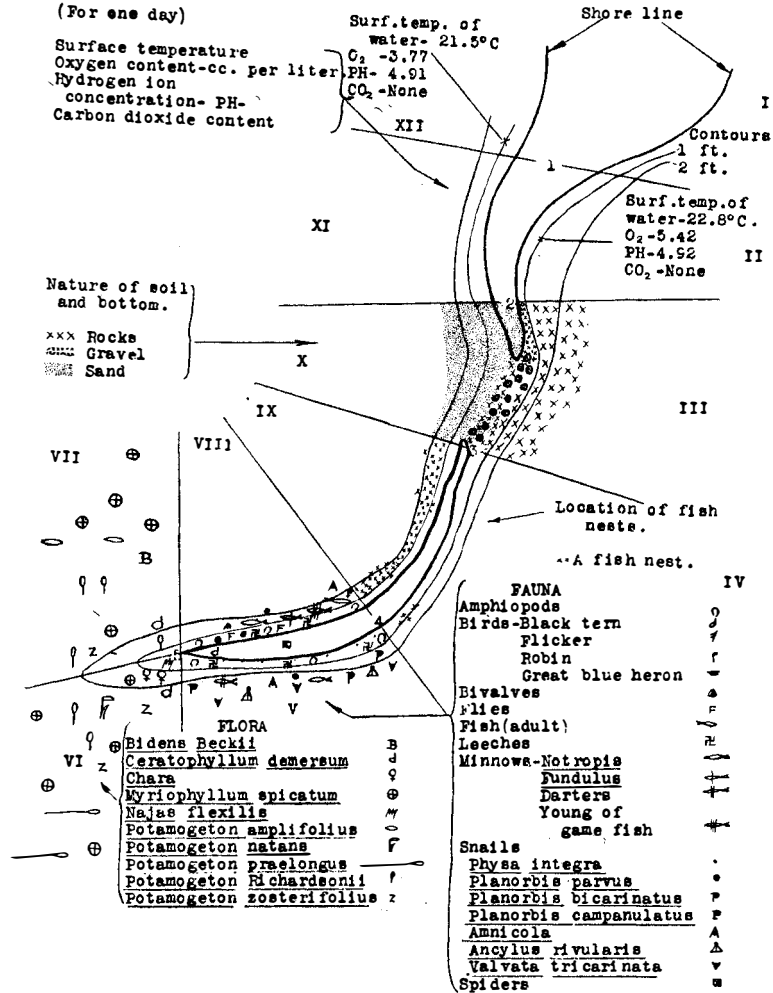 (For one day)
Surface temperature
Oxygen content-cc. per liter
Hydrogen ion
concentration- PH-
Carbon dioxide content
Surf.temp. of
water- 21.5°C
O₂ -3.77
PH- 4.91
CO₂ -None
Shore line
XII
I
Contours
1 ft.
2 ft.
1
XI
Surf.temp.of
water-22.8°C.
O₂-5.42
PH-4.92
CO₂-None
II
Nature of soil
and bottom.
xxx Rocks
Gravel
Sand
2
X
IX
III
VII
VIII
3
Location of fish
nests.
..A fish nest.
IV
4
V
VI
FLORA
Bidens Beckii B
Ceratophyllum demersum
Chara
Myriophyllum spicatum
Najas flexilis
Potamogeton amplifolius
Potamogeton natans
Potamogeton praelongus
Potamogeton Richardsonii
Potamogeton zosterifolius z
FAUNA
Amphiopods
Birds-Black tern
Flicker
Robin
Great blue heron
Bivalves
Flies F
Fish(adult)
Leeches
Minnows-Notropis
Fundulus
Darters
Young of
game fish
Snails
Physa integra
Planorbis parvus
Planorbis bicarinatus P
Planorbis campanulatus P
Amnicola A
Ancylus rivularis
Valvata tricarinata
Spiders